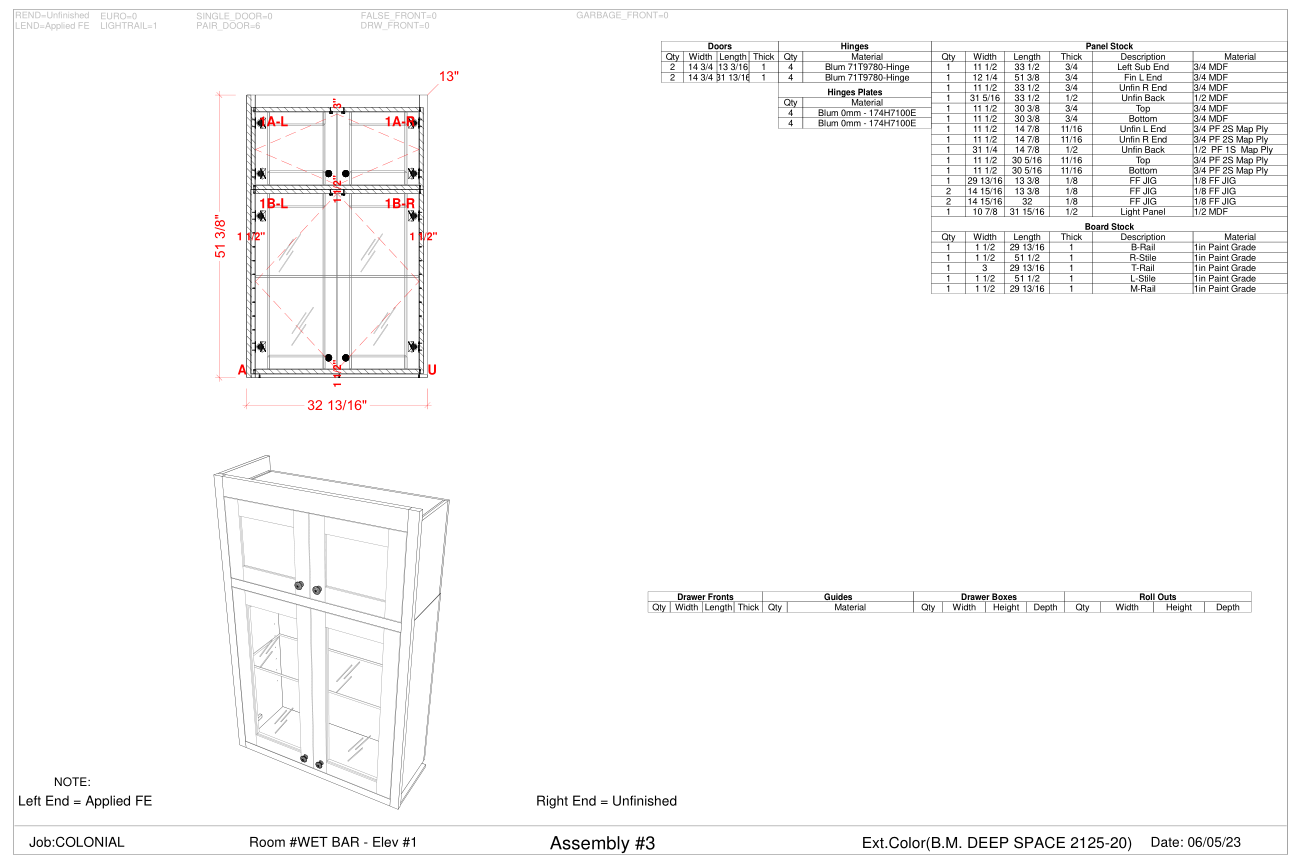 REND=Unfinished EURO=0 SINGLE_DOOR=0 FALSE_FRONT=0 GARBAGE_FRONT=0
LEND=Applied FE LIGHTRAIL=1 PAIR_DOOR=6 DRW_FRONT=0
Doors Hinges Panel Stock
Qty Width Length Thick Qty Material Qty Width Length Thick Description Material
2 14 3/4 13 3/16 1 4 Blum 71T9780-Hinge 1 11 1/2 33 1/2 3/4 Left Sub End 3/4 MDF
2 14 3/4 31 13/16 1 4 Blum 71T9780-Hinge 1 12 1/4 51 3/8 3/4 Fin L End 3/4 MDF
Hinges Plates 1 11 1/2 33 1/2 3/4 Unfin R End 3/4 MDF
Qty Material 1 31 5/16 33 1/2 1/2 Unfin Back 1/2 MDF
4 Blum 0mm - 174H7100E 1 11 1/2 30 3/8 3/4 Top 3/4 MDF
4 Blum 0mm - 174H7100E 1 11 1/2 30 3/8 3/4 Bottom 3/4 MDF
1 11 1/2 14 7/8 11/16 Unfin L End 3/4 PF 2S Map Ply
1 11 1/2 14 7/8 11/16 Unfin R End 3/4 PF 2S Map Ply
1 31 1/4 14 7/8 1/2 Unfin Back 1/2 PF 1S Map Ply
1 11 1/2 30 5/16 11/16 Top 3/4 PF 2S Map Ply
1 11 1/2 30 5/16 11/16 Bottom 3/4 PF 2S Map Ply
1 29 13/16 13 3/8 1/8 FF JIG 1/8 FF JIG
2 14 15/16 13 3/8 1/8 FF JIG 1/8 FF JIG
2 14 15/16 32 1/8 FF JIG 1/8 FF JIG
1 10 7/8 31 15/16 1/2 Light Panel 1/2 MDF
Board Stock
Qty Width Length Thick Description Material
1 1 1/2 29 13/16 1 B-Rail 1in Paint Grade
1 1 1/2 51 1/2 1 R-Stile 1in Paint Grade
1 3 29 13/16 1 T-Rail 1in Paint Grade
1 1 1/2 51 1/2 1 L-Stile 1in Paint Grade
1 1 1/2 29 13/16 1 M-Rail 1in Paint Grade
13"
3"
1A-L 1A-R
1 1/2"
1B-L 1B-R
51 3/8"
1 1/2" 1 1/2"
A 1 1/2" U
32 13/16"
Drawer Fronts Guides Drawer Boxes Roll Outs
Qty Width Length Thick Qty Material Qty Width Height Depth Qty Width Height Depth
NOTE:
Left End = Applied FE Right End = Unfinished
Job:COLONIAL Room #WET BAR - Elev #1 Assembly #3 Ext.Color(B.M. DEEP SPACE 2125-20) Date: 06/05/23